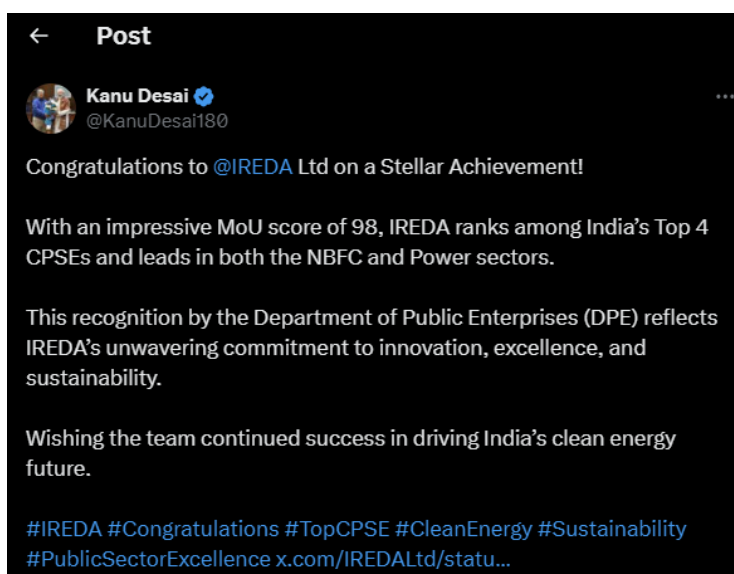 Post
Kanu Desai
@KanuDesai180
Congratulations to @IREDA Ltd on a Stellar Achievement!
With an impressive MoU score of 98, IREDA ranks among India’s Top 4
CPSEs and leads in both the NBFC and Power sectors.
This recognition by the Department of Public Enterprises (DPE) reflects
IREDA’s unwavering commitment to innovation, excellence, and
sustainability.
Wishing the team continued success in driving India’s clean energy
future.
#IREDA #Congratulations #TopCPSE #CleanEnergy #Sustainability
#PublicSectorExcellence x.com/IREDALtd/statu...